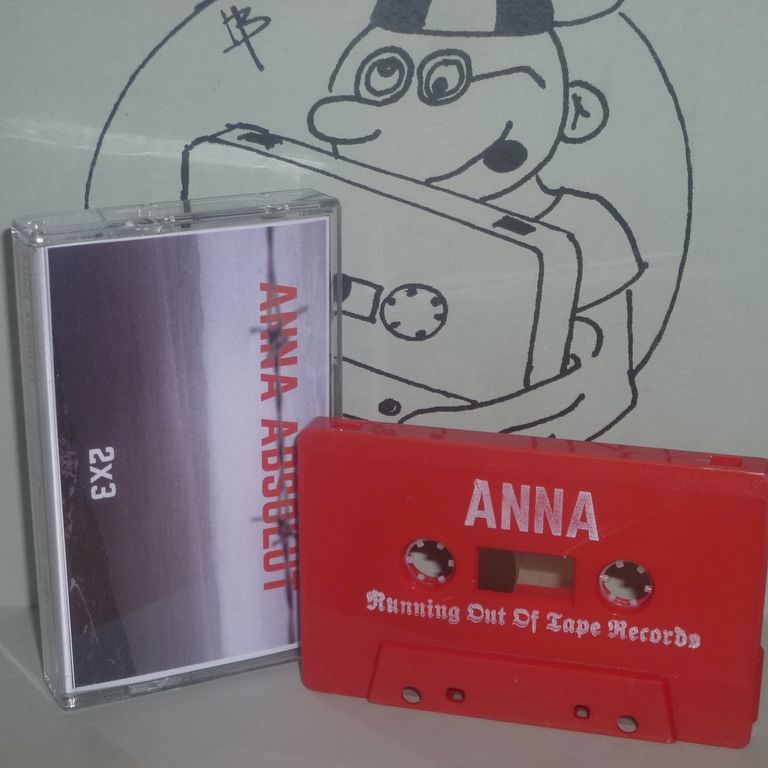 ANNA ABSOLUT
2X3
ANNA
Running Out Of Tape Records